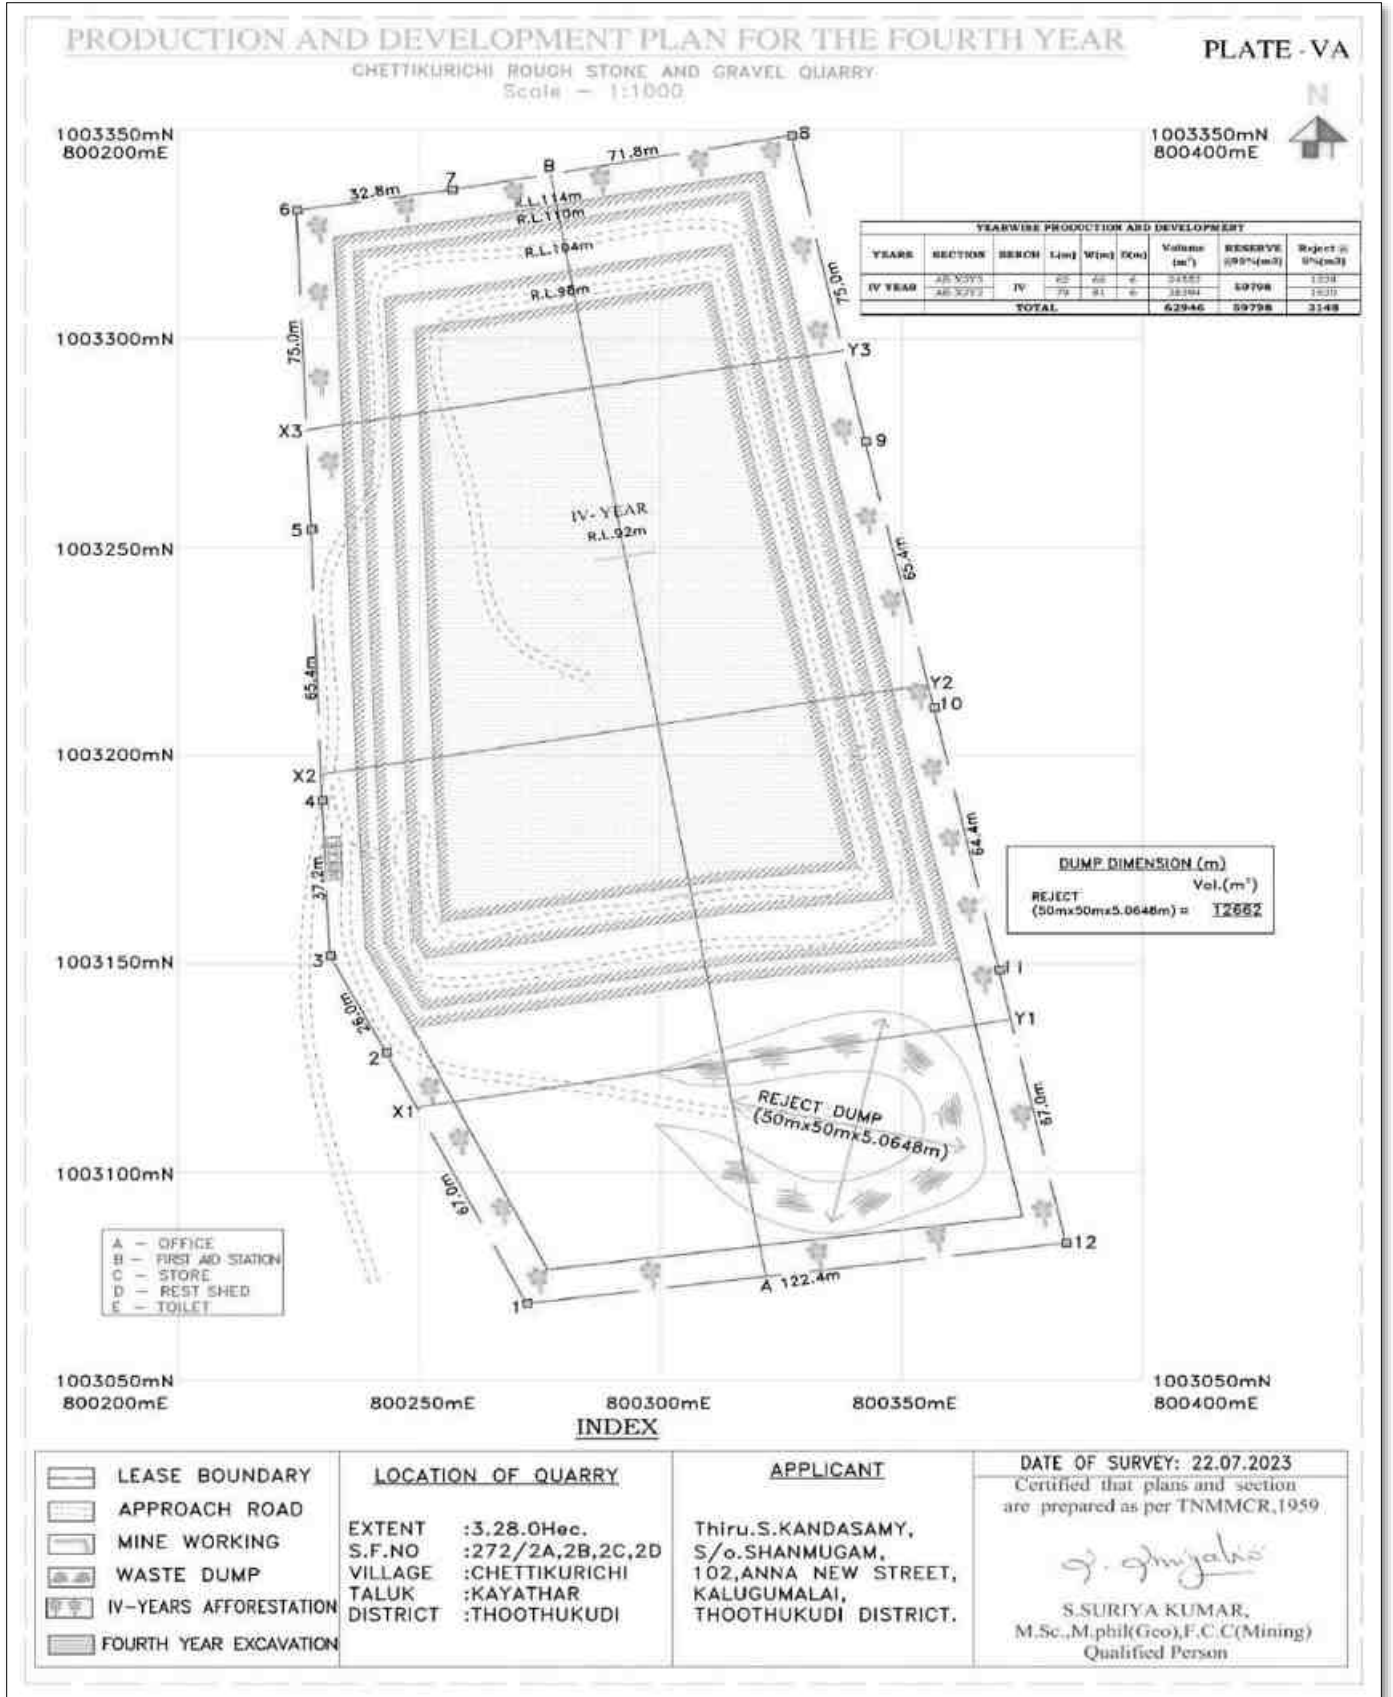 PRODUCTION AND DEVELOPMENT PLAN FOR THE FOURTH YEAR
PLATE - VA
CHETTIKURICHI ROUGH STONE AND GRAVEL QUARRY
Scale - 1:1000
N
1003350mN
800200mE
1003350mN
800400mE
8
71.8m
B
7
32.8m
6
R.L.114m
R.L.110m
R.L.104m
R.L.98m
75.0m
75.0m
YEARWISE PRODUCTION AND DEVELOPMENT
YEARS SECTION BENCH L(m) W(m) D(m) Volume (m³) RESERVE @95%(m3) Reject @ 5%(m3)
IV YEAR IV 59798
TOTAL 62946 59798 3148
1003300mN
Y3
X3
9
5
IV- YEAR
R.L.92m
1003250mN
65.4m
65.4m
Y2
10
1003200mN
X2
4
37.2m
64.4m
DUMP DIMENSION (m)
Vol.(m³)
REJECT
(50mx50mx5.0648m) = 12662
3
1003150mN
11
26.0m
2
Y1
X1
REJECT DUMP
(50mx50mx5.0648m)
67.0m
1003100mN
67.0m
A - OFFICE
B - FIRST AID STATION
C - STORE
D - REST SHED
E - TOILET
12
A 122.4m
1
1003050mN
800200mE
800250mE
800300mE
800350mE
1003050mN
800400mE
INDEX
LEASE BOUNDARY
APPROACH ROAD
MINE WORKING
WASTE DUMP
IV-YEARS AFFORESTATION
FOURTH YEAR EXCAVATION
LOCATION OF QUARRY
EXTENT :3.28.0Hec.
S.F.NO :272/2A,2B,2C,2D
VILLAGE :CHETTIKURICHI
TALUK :KAYATHAR
DISTRICT :THOOTHUKUDI
APPLICANT
Thiru.S.KANDASAMY,
S/o.SHANMUGAM,
102,ANNA NEW STREET,
KALUGUMALAI,
THOOTHUKUDI DISTRICT.
DATE OF SURVEY: 22.07.2023
Certified that plans and section
are prepared as per TNMMCR,1959
S.SURIYA KUMAR,
M.Sc.,M.phil(Geo),F.C.C(Mining)
Qualified Person